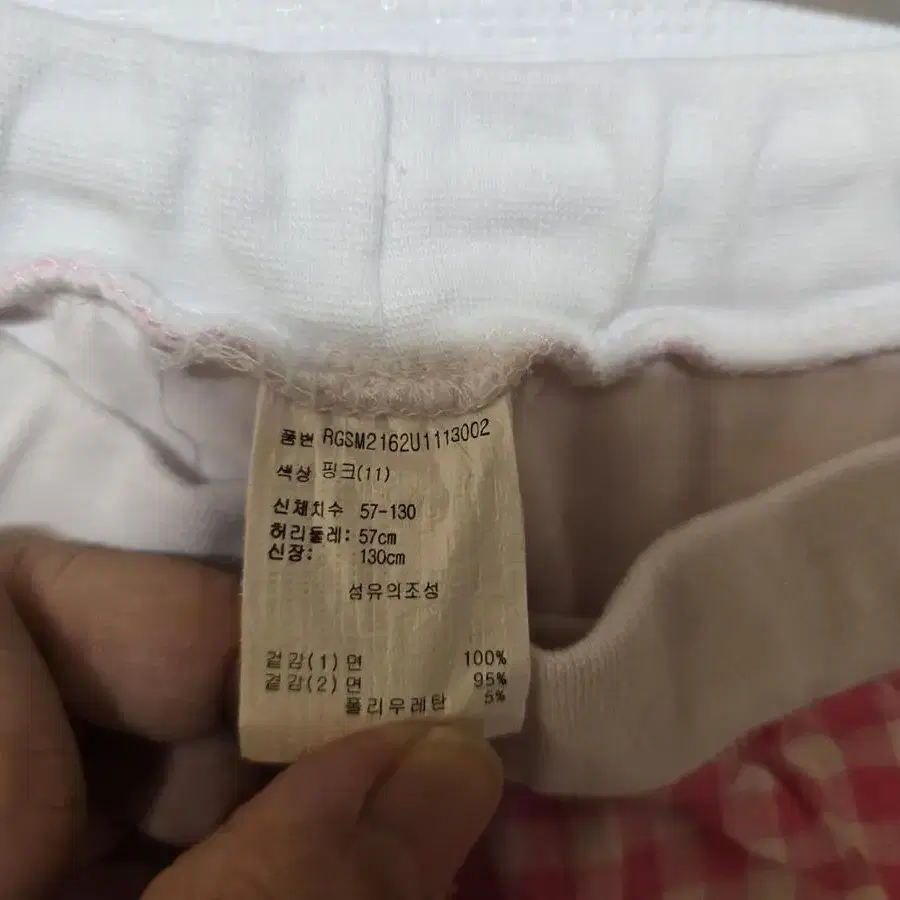 품번 RGSM2162U1113002
색상 핑크(11)
신체치수 57-130
허리둘레: 57cm
신장: 130cm
섬유의조성
겉감(1) 면 100%
겉감(2) 면 95%
폴리우레탄 5%